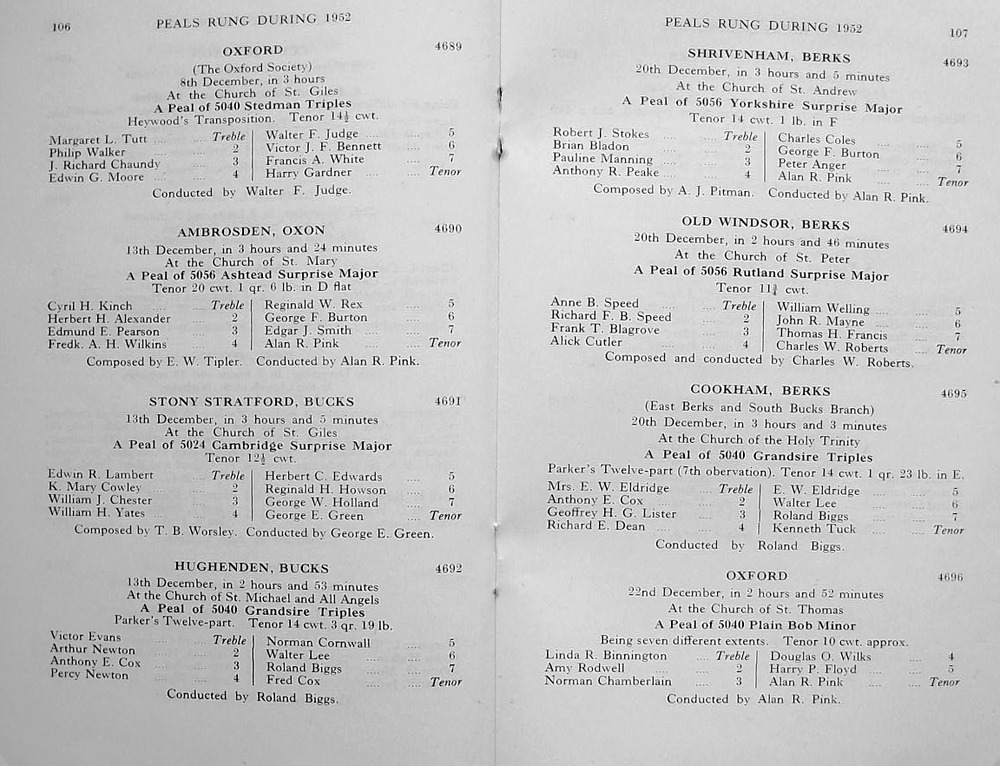 106 PEALS RUNG DURING 1952
OXFORD 4689
(The Oxford Society)
8th December, in 3 hours
At the Church of St. Giles
A Peal of 5040 Stedman Triples
Heywood's Transposition. Tenor 14½ cwt.
Margaret L. Tutt .... Treble | Walter F. Judge .... 5
Philip Walker .... 2 | Victor J. F. Bennett .... 6
J. Richard Chaundy .... 3 | Francis A. White .... 7
Edwin G. Moore .... 4 | Harry Gardner .... Tenor
Conducted by Walter F. Judge.
AMBROSDEN, OXON 4690
13th December, in 3 hours and 24 minutes
At the Church of St. Mary
A Peal of 5056 Ashtead Surprise Major
Tenor 20 cwt. 1 qr. 6 lb. in D flat
Cyril H. Kinch .... Treble | Reginald W. Rex .... 5
Herbert H. Alexander .... 2 | George F. Burton .... 6
Edmund E. Pearson .... 3 | Edgar J. Smith .... 7
Fredk. A. H. Wilkins .... 4 | Alan R. Pink .... Tenor
Composed by E. W. Tipler. Conducted by Alan R. Pink.
STONY STRATFORD, BUCKS 4691
13th December, in 3 hours and 5 minutes
At the Church of St. Giles
A Peal of 5024 Cambridge Surprise Major
Tenor 12½ cwt.
Edwin R. Lambert .... Treble | Herbert C. Edwards .... 5
K. Mary Cowley .... 2 | Reginald H. Howson .... 6
William J. Chester .... 3 | George W. Holland .... 7
William H. Yates .... 4 | George E. Green .... Tenor
Composed by T. B. Worsley. Conducted by George E. Green.
HUGHENDEN, BUCKS 4692
13th December, in 2 hours and 53 minutes
At the Church of St. Michael and All Angels
A Peal of 5040 Grandsire Triples
Parker's Twelve-part. Tenor 14 cwt. 3 qr. 19 lb.
Victor Evans .... Treble | Norman Cornwall .... 5
Arthur Newton .... 2 | Walter Lee .... 6
Anthony E. Cox .... 3 | Roland Biggs .... 7
Percy Newton .... 4 | Fred Cox .... Tenor
Conducted by Roland Biggs.
PEALS RUNG DURING 1952 107
SHRIVENHAM, BERKS 4693
20th December, in 3 hours and 5 minutes
At the Church of St. Andrew
A Peal of 5056 Yorkshire Surprise Major
Tenor 14 cwt. 1 lb. in F
Robert J. Stokes .... Treble | Charles Coles .... 5
Brian Bladon .... 2 | George F. Burton .... 6
Pauline Manning .... 3 | Peter Anger .... 7
Anthony R. Peake .... 4 | Alan R. Pink .... Tenor
Composed by A. J. Pitman. Conducted by Alan R. Pink.
OLD WINDSOR, BERKS 4694
20th December, in 2 hours and 46 minutes
At the Church of St. Peter
A Peal of 5056 Rutland Surprise Major
Tenor 11¾ cwt.
Anne B. Speed .... Treble | William Welling .... 5
Richard F. B. Speed .... 2 | John R. Mayne .... 6
Frank T. Blagrove .... 3 | Thomas H. Francis .... 7
Alick Cutler .... 4 | Charles W. Roberts .... Tenor
Composed and conducted by Charles W. Roberts.
COOKHAM, BERKS 4695
(East Berks and South Bucks Branch)
20th December, in 3 hours and 3 minutes
At the Church of the Holy Trinity
A Peal of 5040 Grandsire Triples
Parker's Twelve-part (7th obervation). Tenor 14 cwt. 1 qr. 23 lb. in E.
Mrs. E. W. Eldridge .... Treble | E. W. Eldridge .... 5
Anthony E. Cox .... 2 | Walter Lee .... 6
Geoffrey H. G. Lister .... 3 | Roland Biggs .... 7
Richard E. Dean .... 4 | Kenneth Tuck .... Tenor
Conducted by Roland Biggs.
OXFORD 4696
22nd December, in 2 hours and 52 minutes
At the Church of St. Thomas
A Peal of 5040 Plain Bob Minor
Being seven different extents. Tenor 10 cwt. approx.
Linda R. Binnington .... Treble | Douglas O. Wilks .... 4
Amy Rodwell .... 2 | Harry P. Floyd .... 5
Norman Chamberlain .... 3 | Alan R. Pink .... Tenor
Conducted by Alan R. Pink.